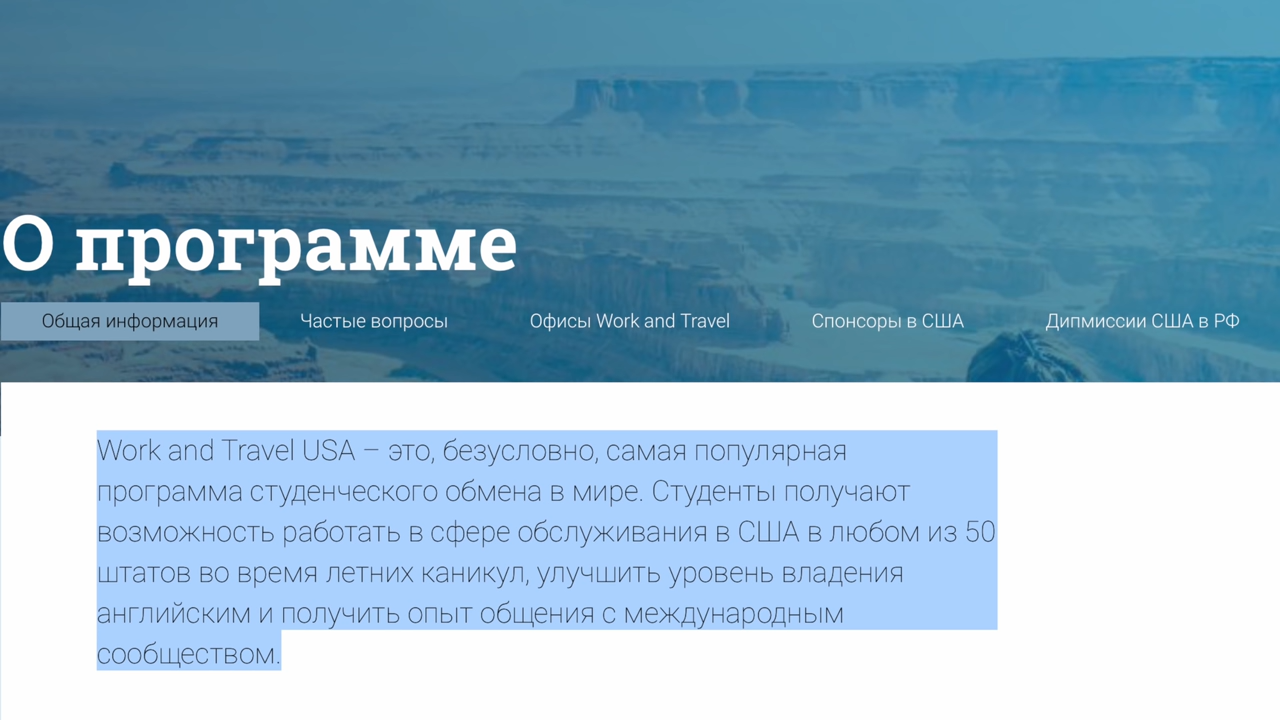 О программе
Общая информация
Частые вопросы
Офисы Work and Travel
Спонсоры в США
Дипмиссии США в РФ
Work and Travel USA – это, безусловно, самая популярная
программа студенческого обмена в мире. Студенты получают
возможность работать в сфере обслуживания в США в любом из 50
штатов во время летних каникул, улучшить уровень владения
английским и получить опыт общения с международным
сообществом.